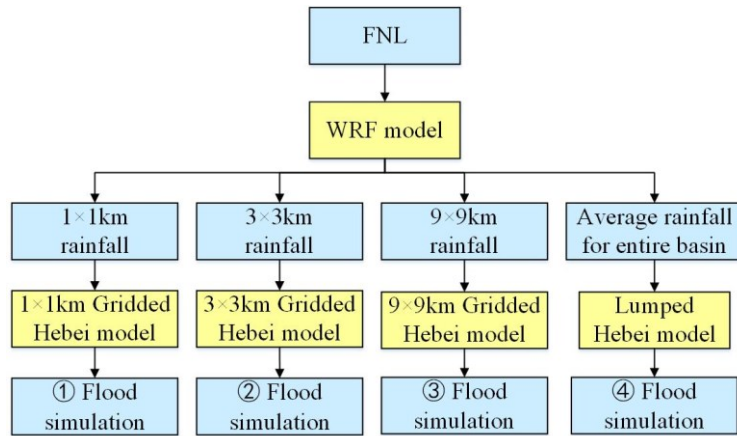 FNL
WRF model
1×1km
rainfall
3×3km
rainfall
9×9km
rainfall
Average rainfall
for entire basin
1×1km Gridded
Hebei model
3×3km Gridded
Hebei model
9×9km Gridded
Hebei model
Lumped
Hebei model
① Flood
simulation
② Flood
simulation
③ Flood
simulation
④ Flood
simulation